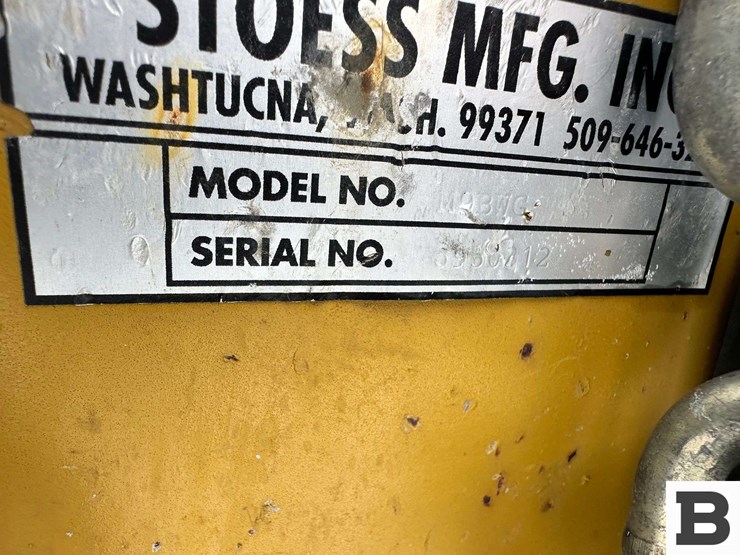 STOESS MFG. IN
WASHTUCNA, 99371 509-646-3
MODEL NO.
SERIAL NO.
B